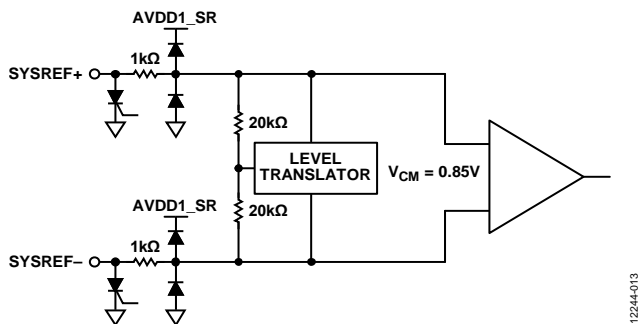 AVDD1_SR
1kΩ
SYSREF+
20kΩ
LEVEL
TRANSLATOR
VCM = 0.85V
20kΩ
AVDD1_SR
1kΩ
SYSREF–
12244-013